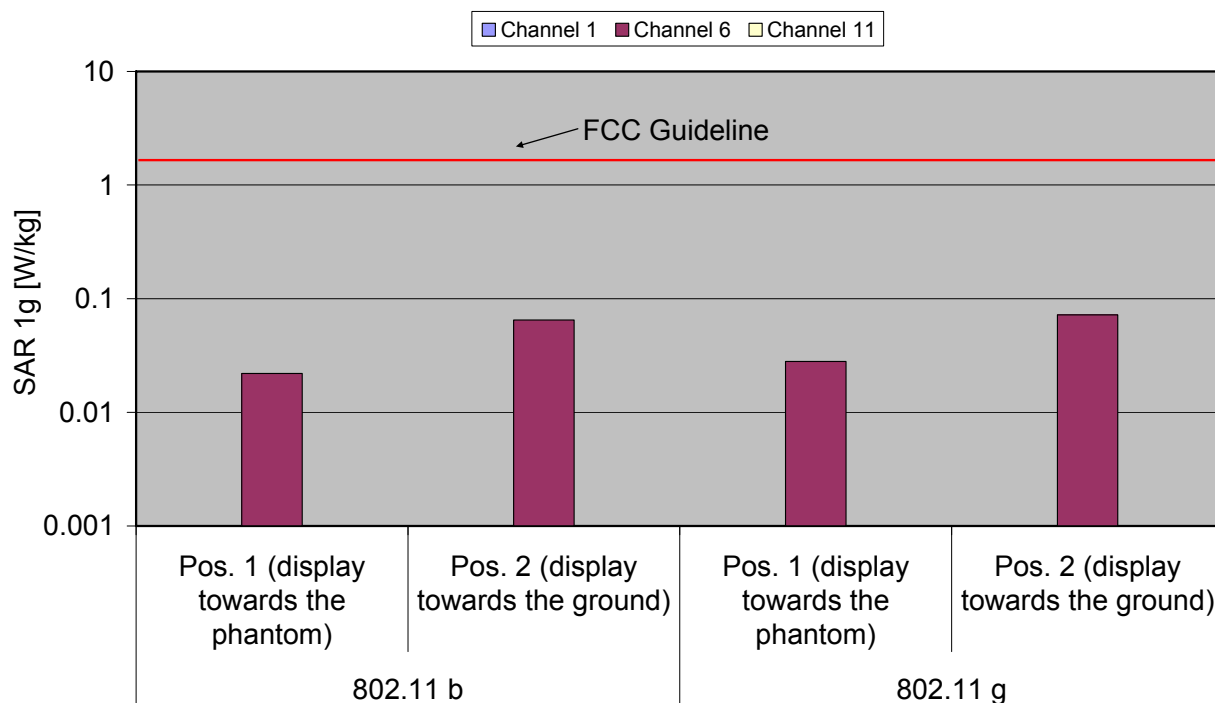 Channel 1 Channel 6 Channel 11
10
FCC Guideline
1
0.1
0.01
0.001
SAR 1g [W/kg]
Pos. 1 (display
towards the
phantom)
Pos. 2 (display
towards the ground)
Pos. 1 (display
towards the
phantom)
Pos. 2 (display
towards the ground)
802.11 b
802.11 g